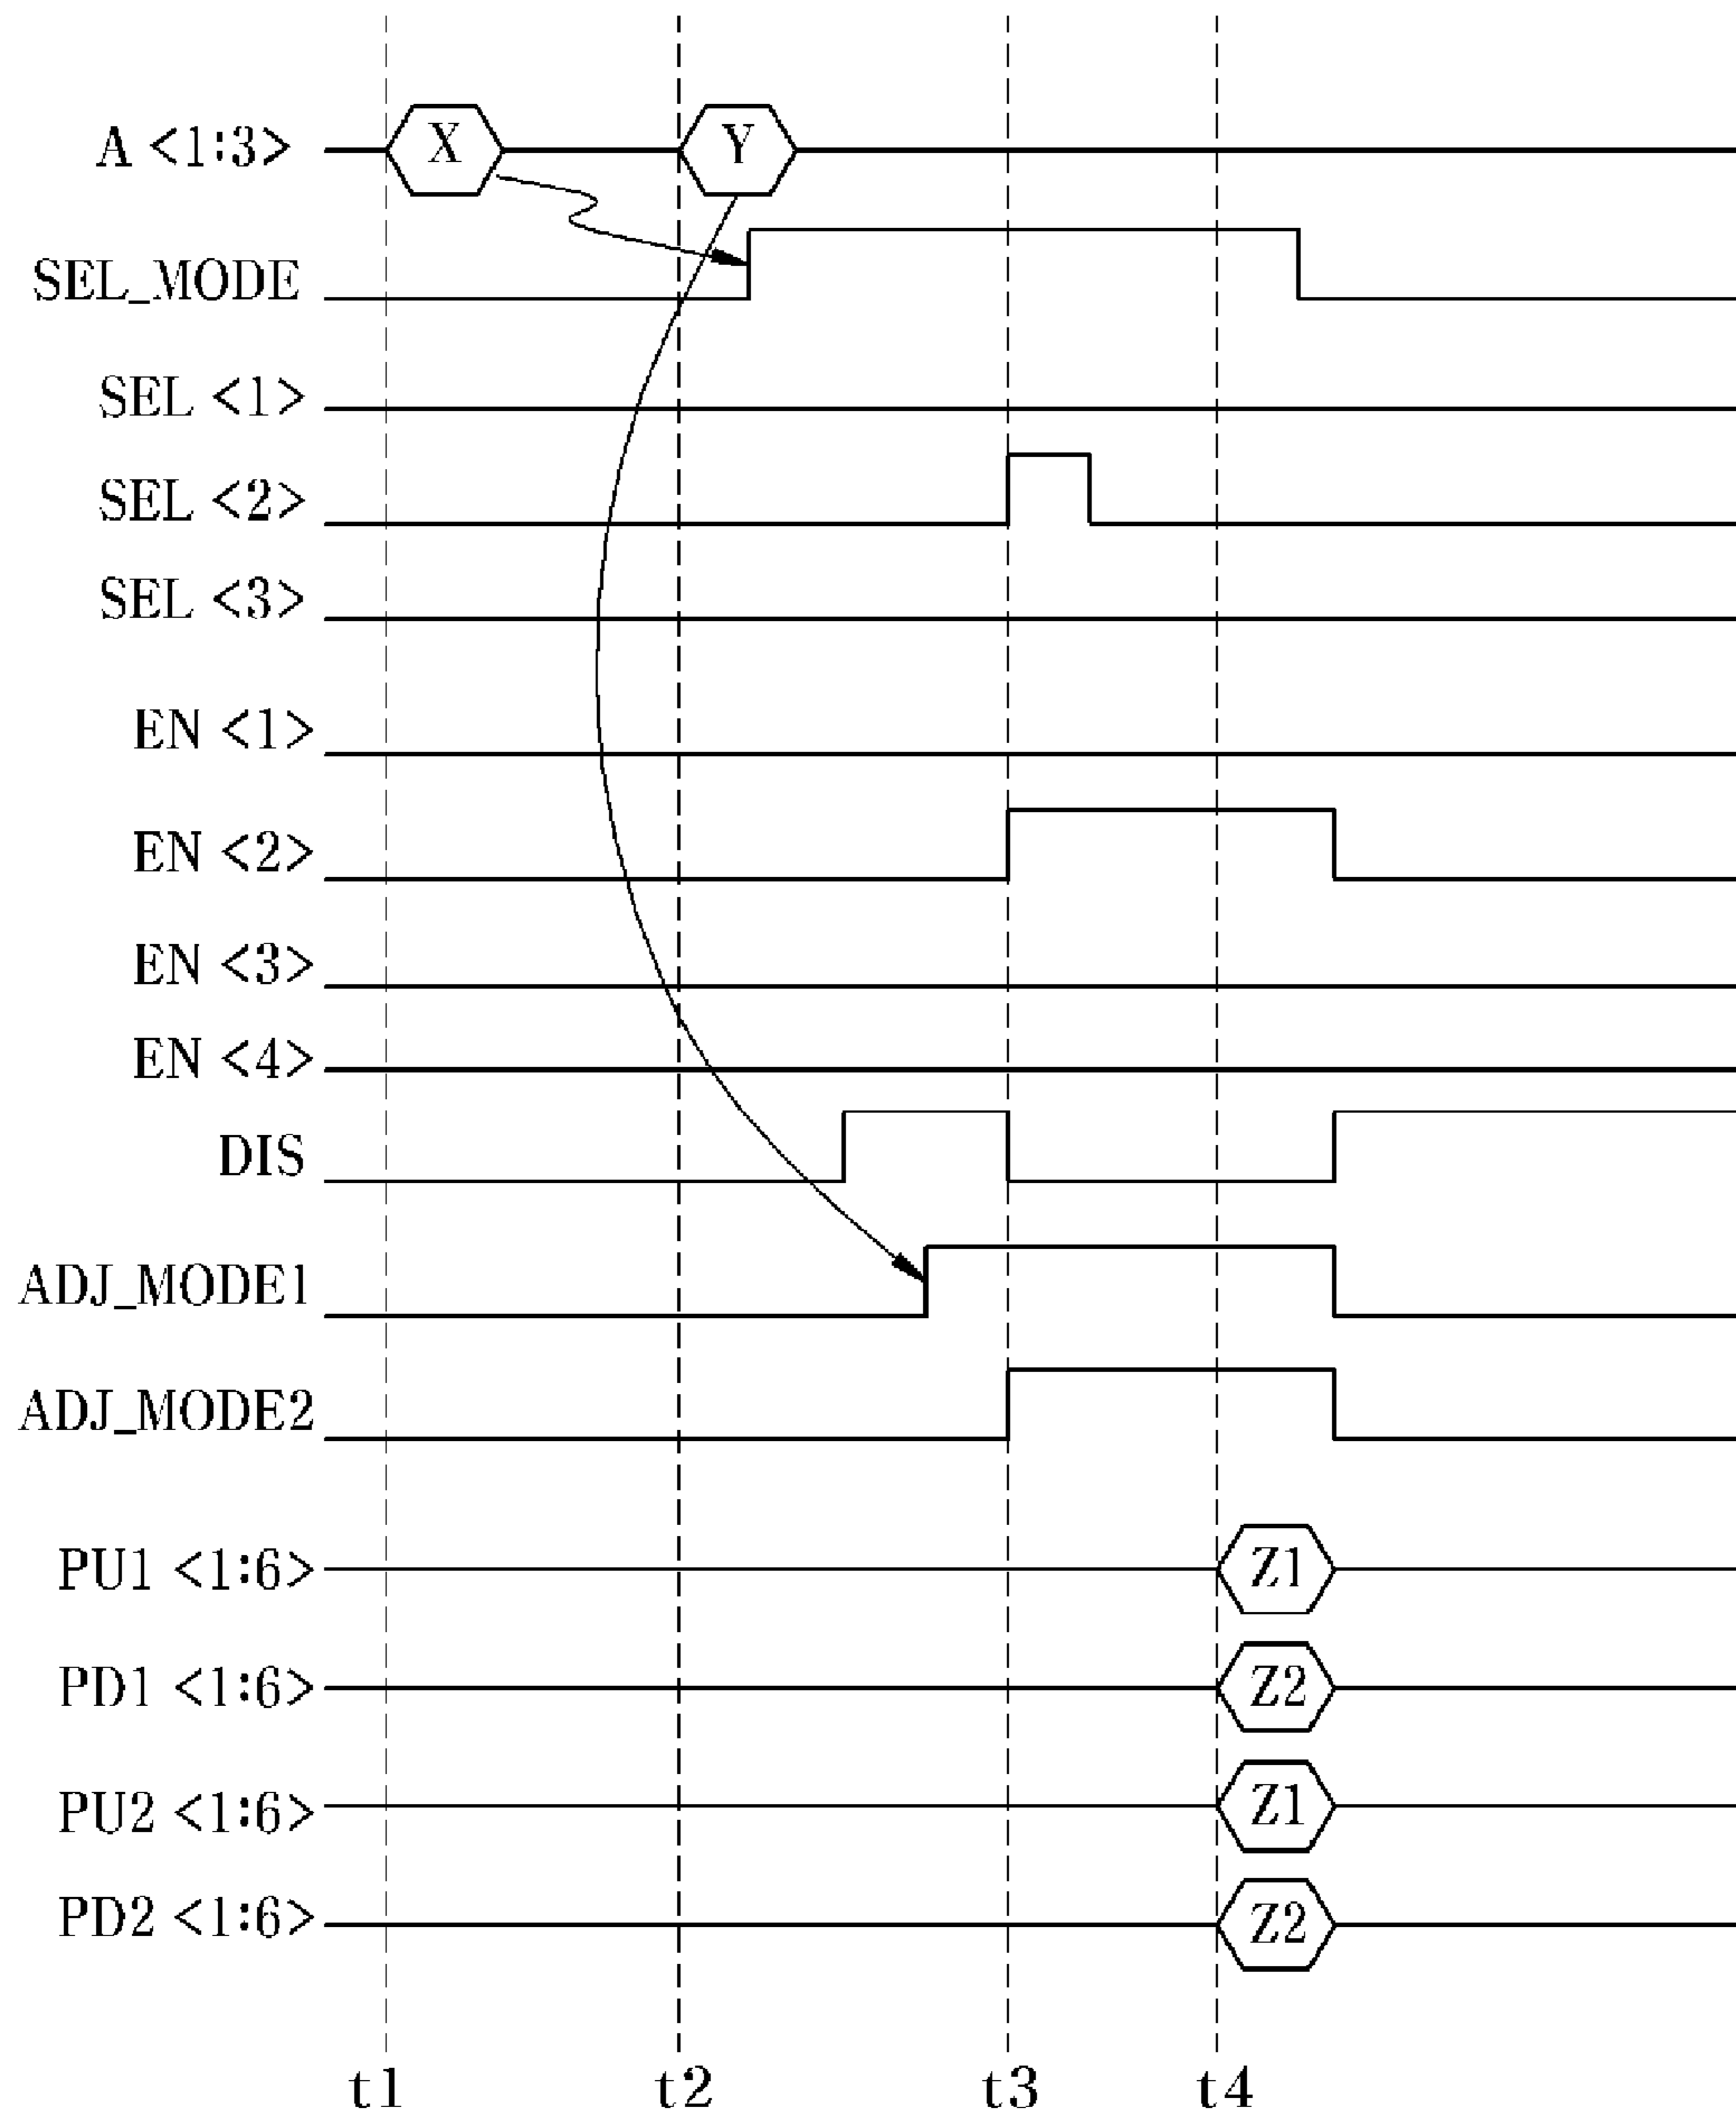 A <1:3> X Y
SEL_MODE
SEL <1>
SEL <2>
SEL <3>
EN <1>
EN <2>
EN <3>
EN <4>
DIS
ADJ_MODE1
ADJ_MODE2
PU1 <1:6> Z1
PD1 <1:6> Z2
PU2 <1:6> Z1
PD2 <1:6> Z2
t1 t2 t3 t4